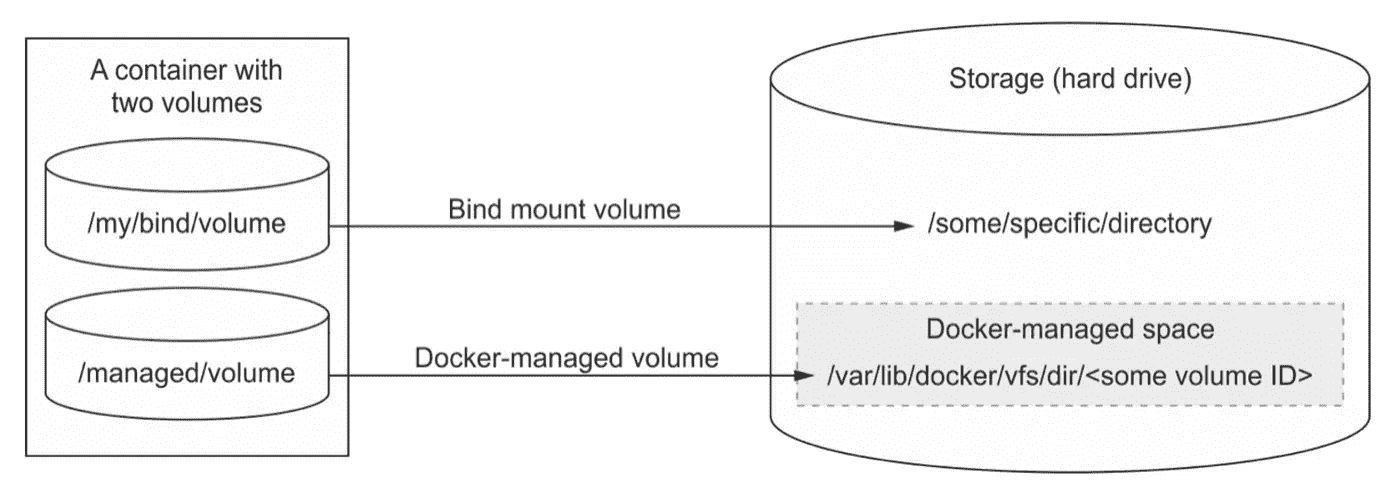 A container with
two volumes
/my/bind/volume
/managed/volume
Bind mount volume
Docker-managed volume
Storage (hard drive)
/some/specific/directory
Docker-managed space
/var/lib/docker/vfs/dir/<some volume ID>